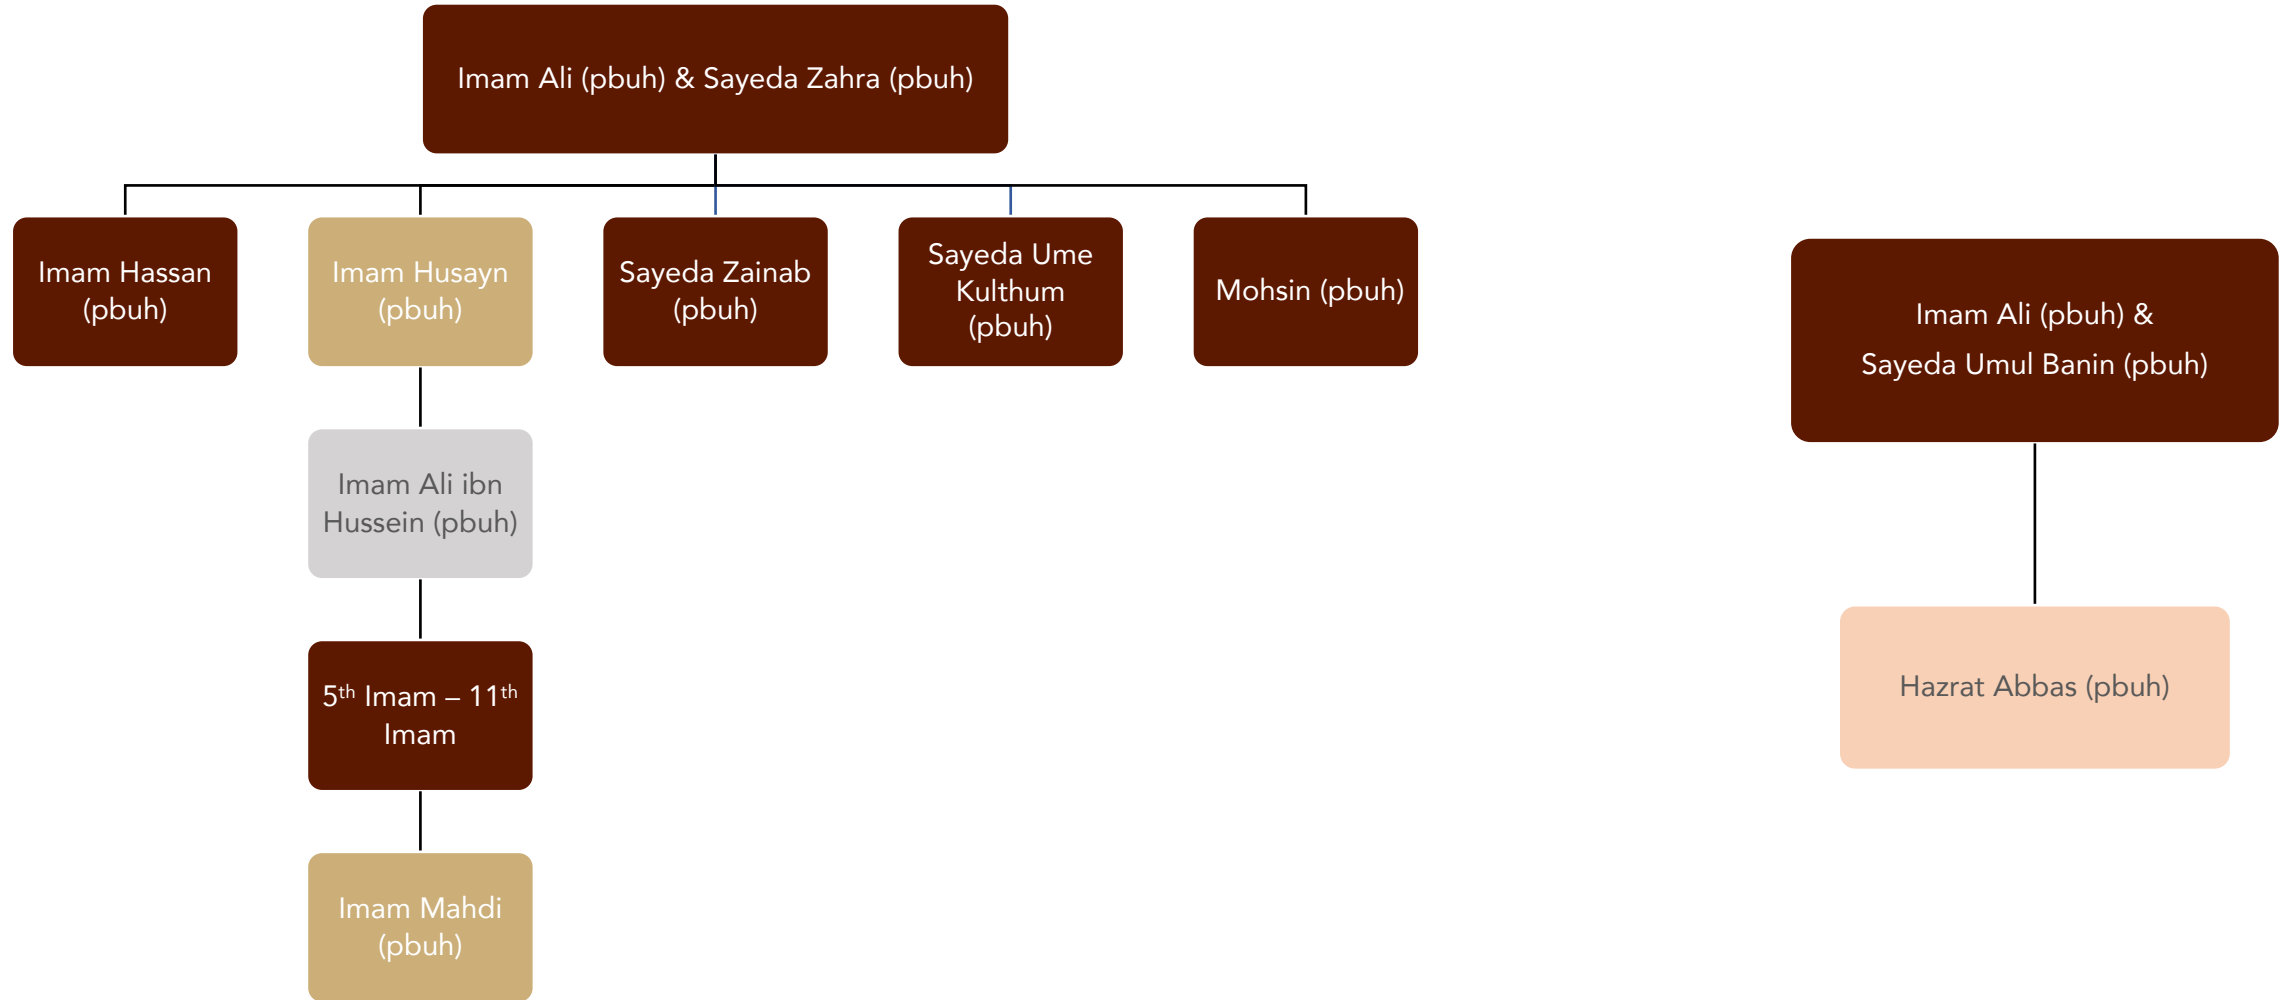 Imam Ali (pbuh) & Sayeda Zahra (pbuh)
Imam Hassan
(pbuh)
Imam Husayn
(pbuh)
Sayeda Zainab
(pbuh)
Sayeda Ume
Kulthum
(pbuh)
Mohsin (pbuh)
Imam Ali ibn
Hussein (pbuh)
5th Imam – 11th
Imam
Imam Mahdi
(pbuh)
Imam Ali (pbuh) &
Sayeda Umul Banin (pbuh)
Hazrat Abbas (pbuh)